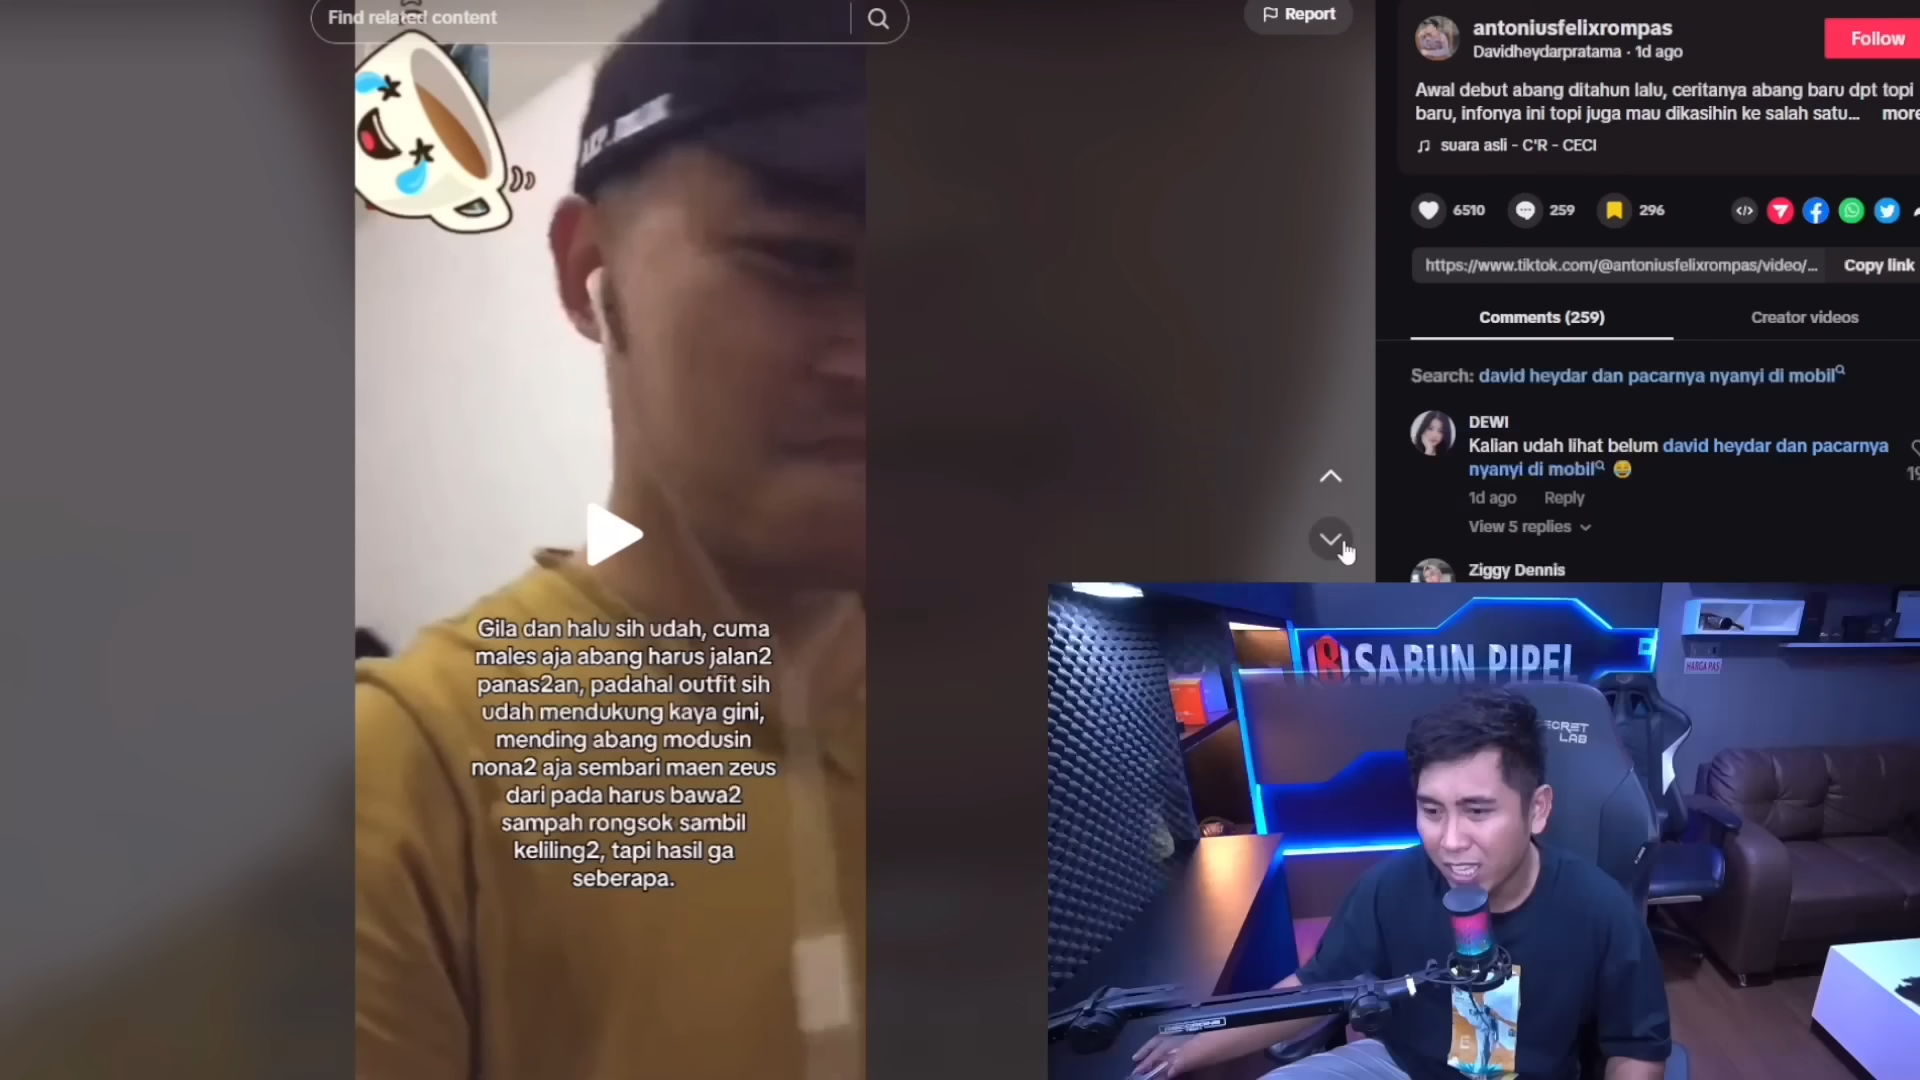 Find related content
Report
antoniusfelixrompas
Davidheydarpratama · 1d ago
Follow
Awal debut abang ditahun lalu, ceritanya abang baru dpt topi
baru, infonya ini topi juga mau dikasihin ke salah satu... more
suara asli - C'R - CECI
6510
259
296
https://www.tiktok.com/@antoniusfelixrompas/video/...
Copy link
Comments (259)
Creator videos
Search: david heydar dan pacarnya nyanyi di mobil
DEWI
Kalian udah lihat belum david heydar dan pacarnya
nyanyi di mobil 😂
1d ago Reply
View 5 replies
Ziggy Dennis
Gila dan halu sih udah, cuma
males aja abang harus jalan2
panas2an, padahal outfit sih
udah mendukung kaya gini,
mending abang modusin
nona2 aja sembari maen zeus
dari pada harus bawa2
sampah rongsok sambil
keliling2, tapi hasil ga
seberapa.
SABUN PIPEL
HARGA PAS
SECRET
LAB